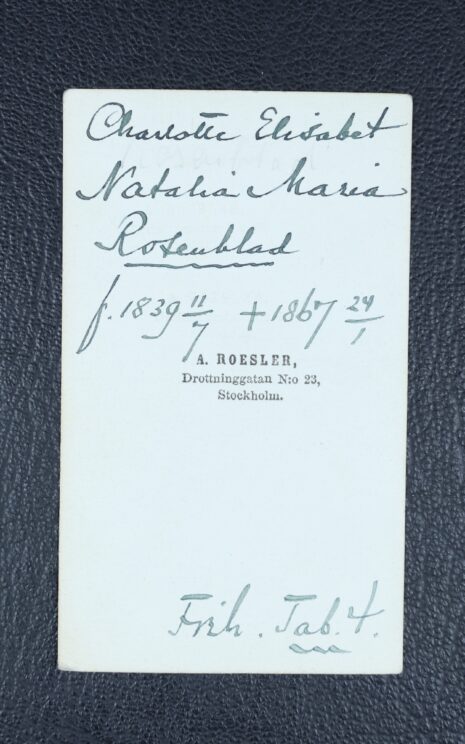 Charlotte Elisabet
Natalia Maria
Rosenblad
f. 1839 11/7 + 1867 24/1
A. ROESLER,
Drottninggatan N:o 23,
Stockholm.
Frih. Tab. 4.